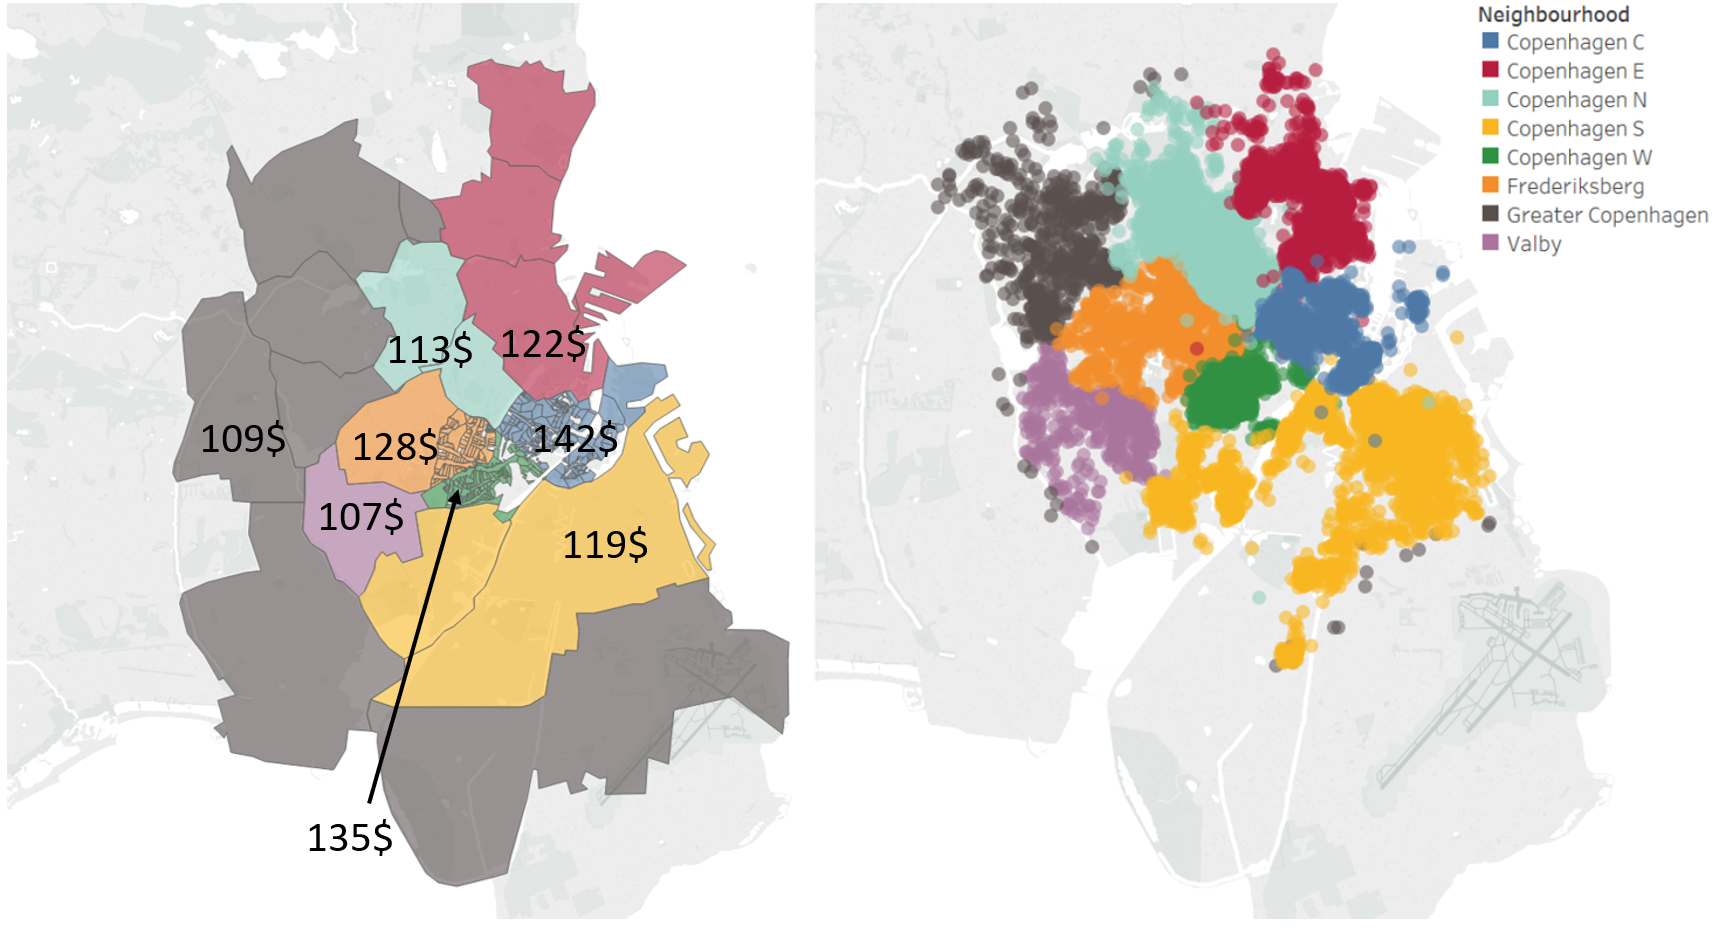 Neighbourhood
Copenhagen C
Copenhagen E
Copenhagen N
Copenhagen S
Copenhagen W
Frederiksberg
Greater Copenhagen
Valby
113$
122$
109$
128$
142$
107$
119$
135$